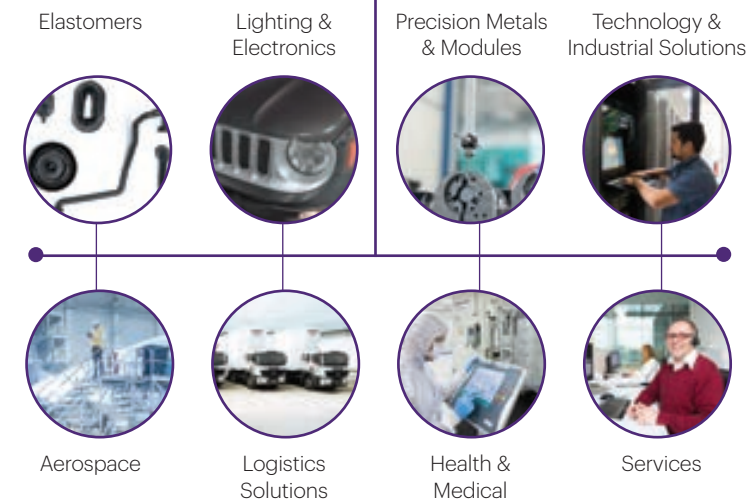 Elastomers
Lighting &
Electronics
Precision Metals
& Modules
Technology &
Industrial Solutions
Aerospace
Logistics
Solutions
Health &
Medical
Services